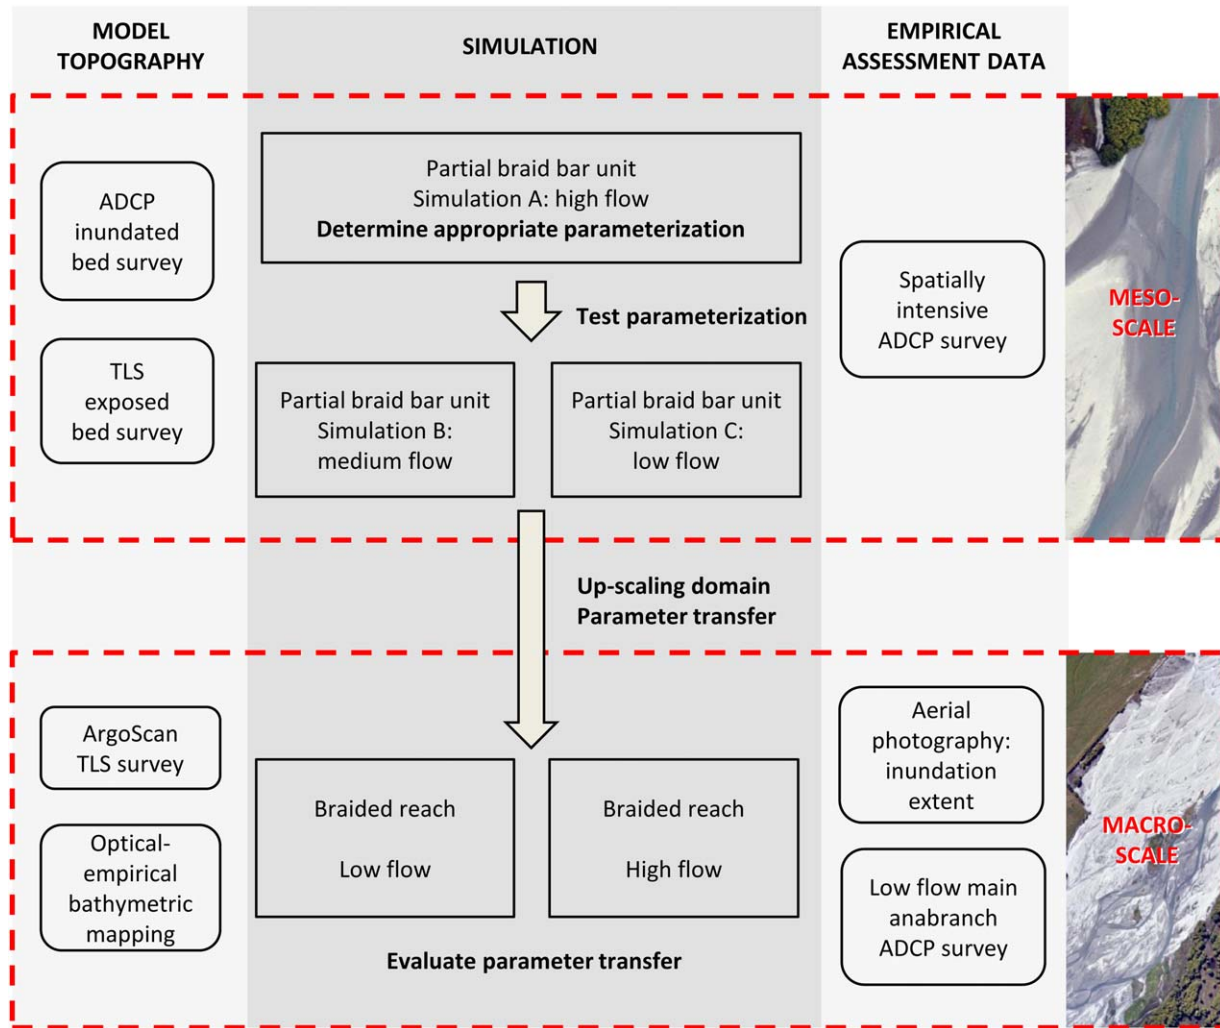 MODEL
TOPOGRAPHY
SIMULATION
EMPIRICAL
ASSESSMENT DATA
ADCP
inundated
bed survey
TLS
exposed
bed survey
Partial braid bar unit
Simulation A: high flow
Determine appropriate parameterization
Test parameterization
Partial braid bar unit
Simulation B:
medium flow
Partial braid bar unit
Simulation C:
low flow
Spatially
intensive
ADCP survey
MESO-
SCALE
Up-scaling domain
Parameter transfer
ArgoScan
TLS survey
Optical-
empirical
bathymetric
mapping
Braided reach
Low flow
Braided reach
High flow
Evaluate parameter transfer
Aerial
photography:
inundation
extent
Low flow main
anabranch
ADCP survey
MACRO-
SCALE